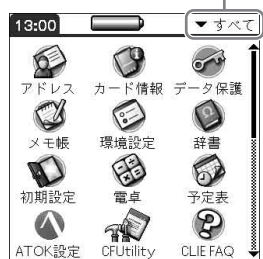 13:00 ▼ すべて
アドレス カード情報 データ保護
メモ帳 環境設定 辞書
初期設定 電卓 予定表
ATOK設定 CFUtility CLIE FAQ